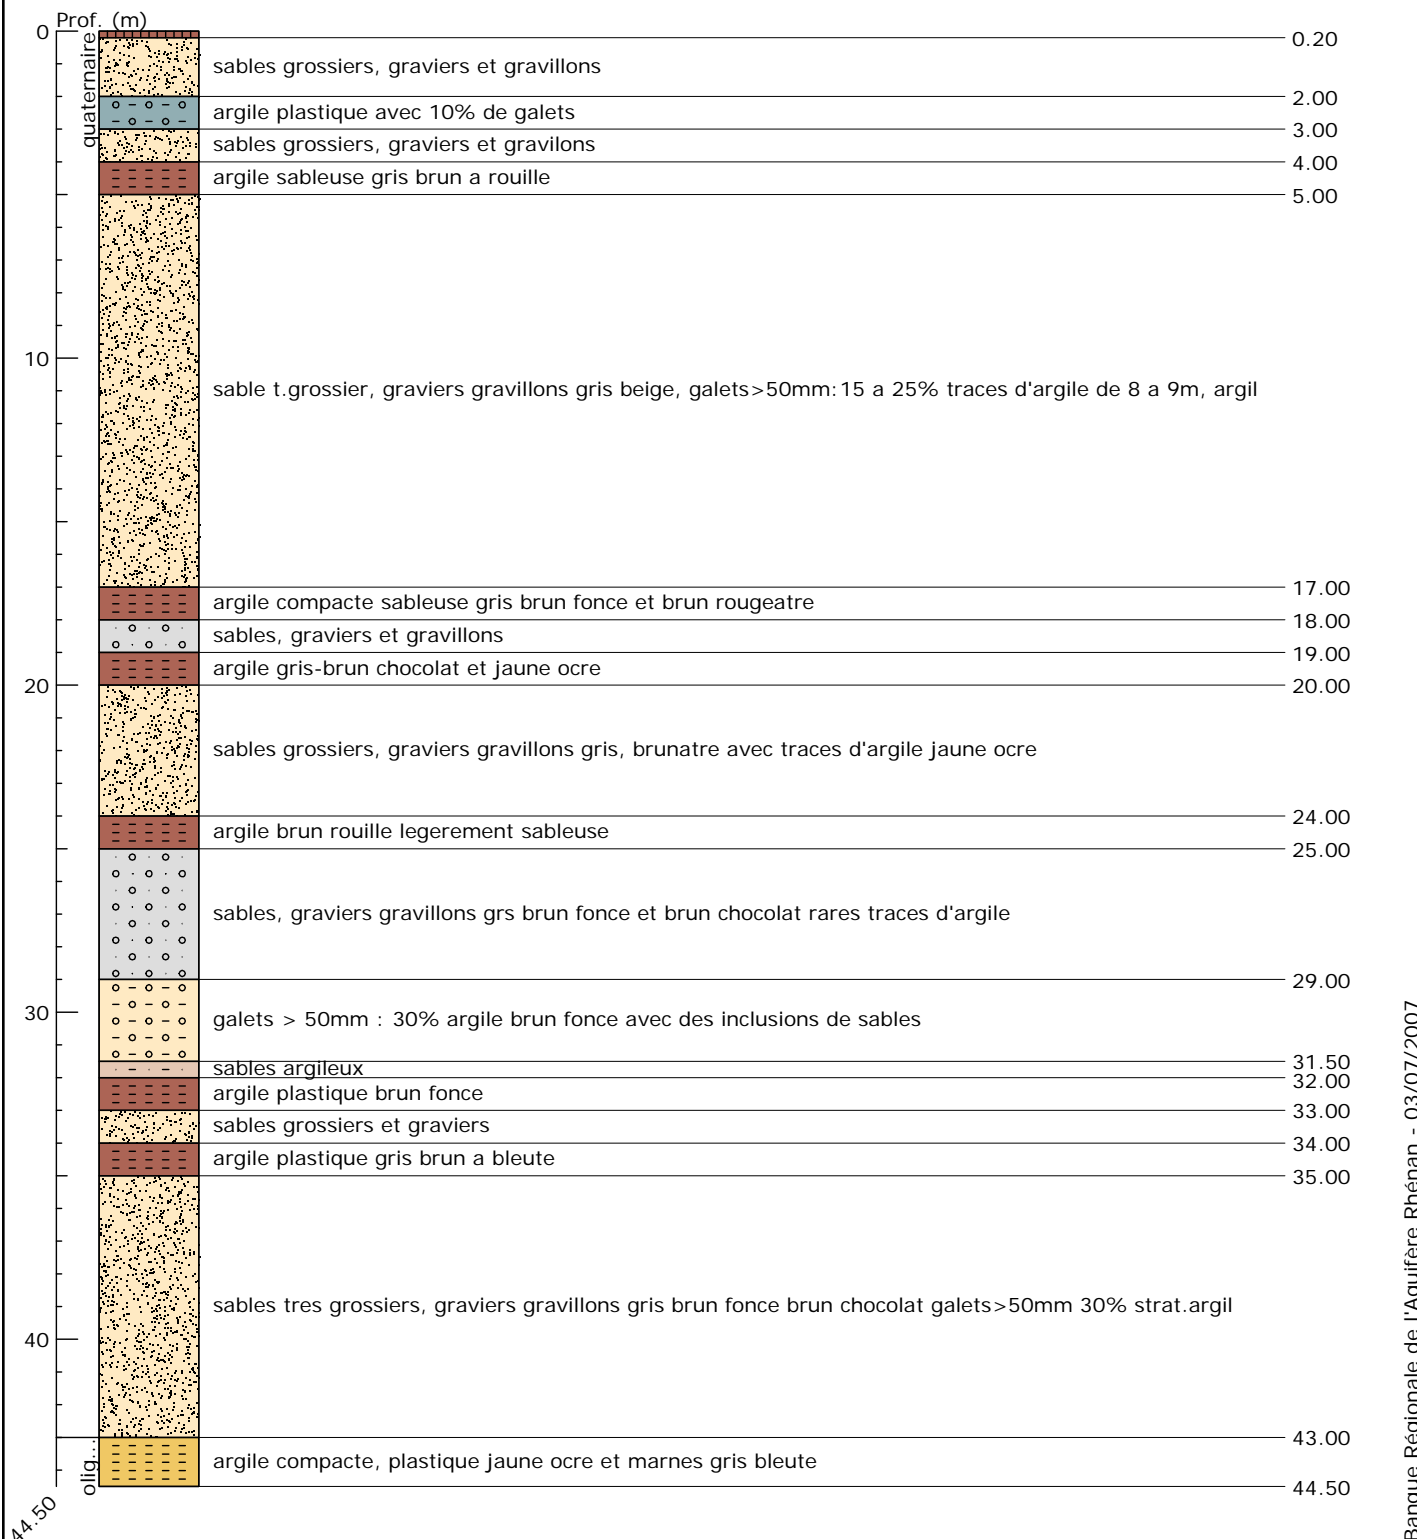 Prof. (m)
0
quaternaire
0.20
sables grossiers, graviers et gravillons
2.00
argile plastique avec 10% de galets
3.00
sables grossiers, graviers et gravilons
4.00
argile sableuse gris brun a rouille
5.00
10
sable t.grossier, graviers gravillons gris beige, galets>50mm:15 a 25% traces d'argile de 8 a 9m, argil
17.00
argile compacte sableuse gris brun fonce et brun rougeatre
18.00
sables, graviers et gravillons
19.00
argile gris-brun chocolat et jaune ocre
20
20.00
sables grossiers, graviers gravillons gris, brunatre avec traces d'argile jaune ocre
24.00
argile brun rouille legerement sableuse
25.00
sables, graviers gravillons grs brun fonce et brun chocolat rares traces d'argile
29.00
30
galets > 50mm : 30% argile brun fonce avec des inclusions de sables
31.50
sables argileux
32.00
argile plastique brun fonce
33.00
sables grossiers et graviers
34.00
argile plastique gris brun a bleute
35.00
sables tres grossiers, graviers gravillons gris brun fonce brun chocolat galets>50mm 30% strat.argil
40
43.00
olig...
argile compacte, plastique jaune ocre et marnes gris bleute
44.50
44.50
Banque Régionale de l'Aquifère Rhénan - 03/07/2007